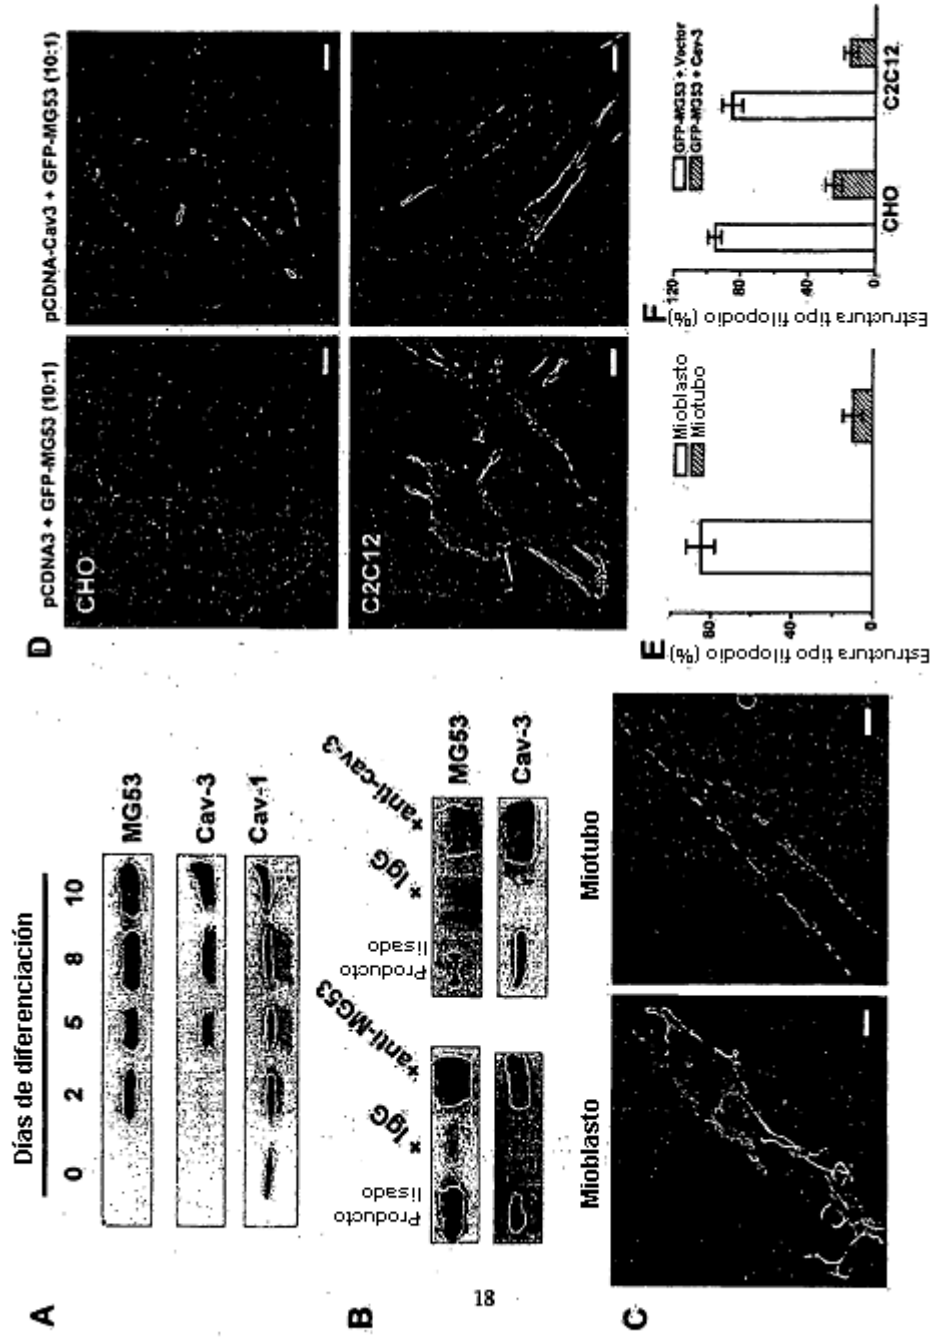 A
Días de diferenciación
0 2 5 8 10
MG53
Cav-3
Cav-1
B
Producto
lisado
+ IgG
+anti-MG53
Producto
lisado
+ IgG
+anti-cav-3
MG53
Cav-3
18
C
Mioblasto
Miotubo
D
pCDNA3 + GFP-MG53 (10:1)
pCDNA-Cav3 + GFP-MG53 (10:1)
CHO
C2C12
E
Estructura tipo filopodio (%)
80
40
0
Mioblasto
Miotubo
F
Estructura tipo filopodio (%)
120
80
40
0
GFP-MG53 + Vector
GFP-MG53 + Cav-3
CHO
C2C12